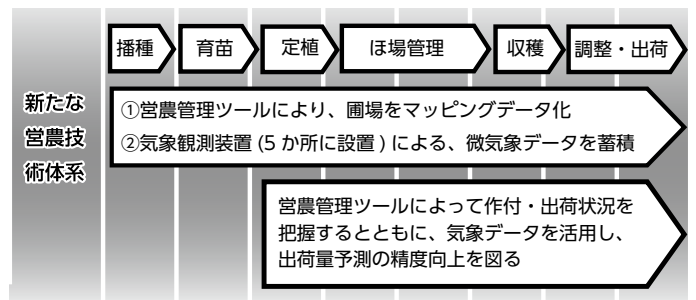 播種
育苗
定植
ほ場管理
収穫
調整・出荷
新たな
営農技
術体系
①営農管理ツールにより、圃場をマッピングデータ化
②気象観測装置(5か所に設置)による、微気象データを蓄積
営農管理ツールによって作付・出荷状況を
把握するとともに、気象データを活用し、
出荷量予測の精度向上を図る